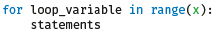 for loop_variable in range(x):
    statements